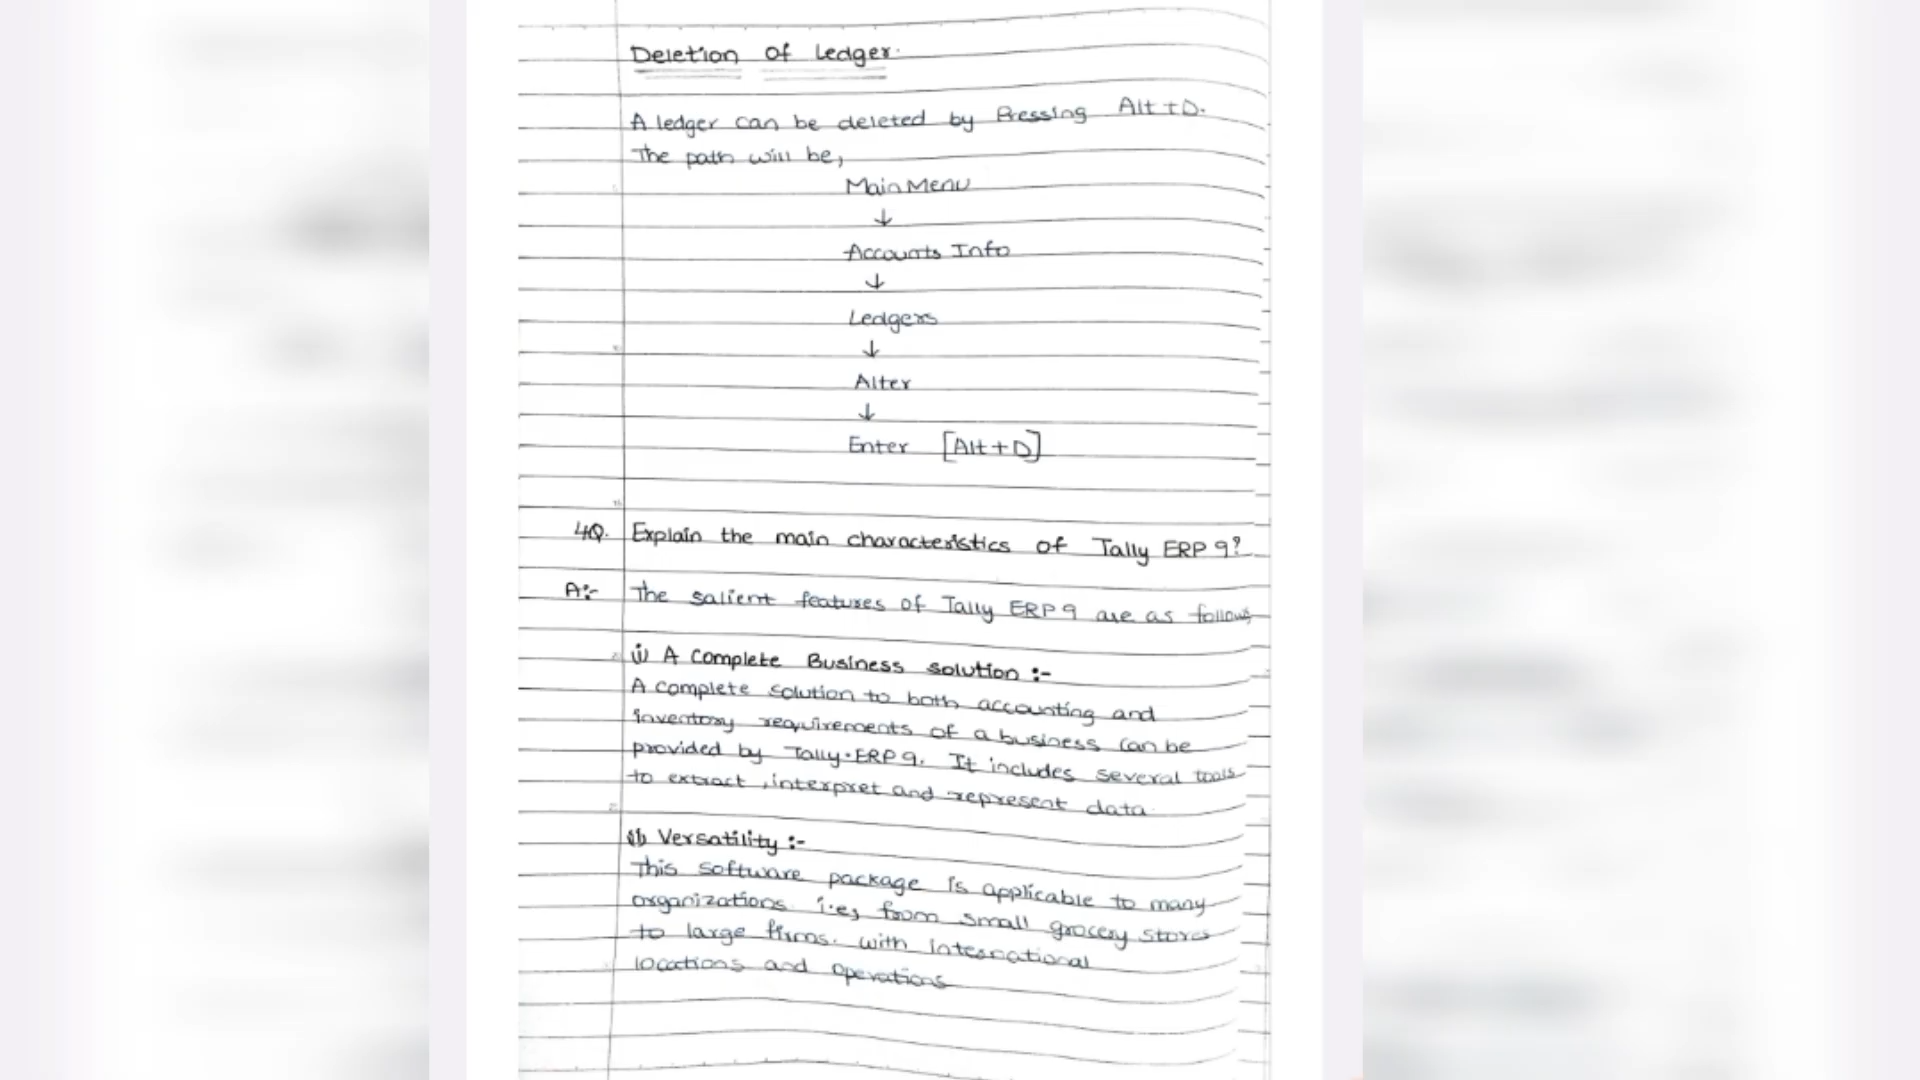 Deletion of Ledger.
A ledger can be deleted by Pressing Alt+D.
The path will be,
Main Menu
↓
Accounts Info
↓
Ledgers
↓
Alter
↓
Enter [Alt+D]
4Q. Explain the main characteristics of Tally ERP 9?
A:- The salient features of Tally ERP 9 are as follows
i) A Complete Business solution :-
A complete solution to both accounting and
inventory requirements of a business can be
provided by Tally.ERP 9. It includes several tools
to extract, interpret and represent data.
ii) Versatility :-
This software package is applicable to many
organizations i.e, from small grocery stores
to large firms. with international
locations and operations